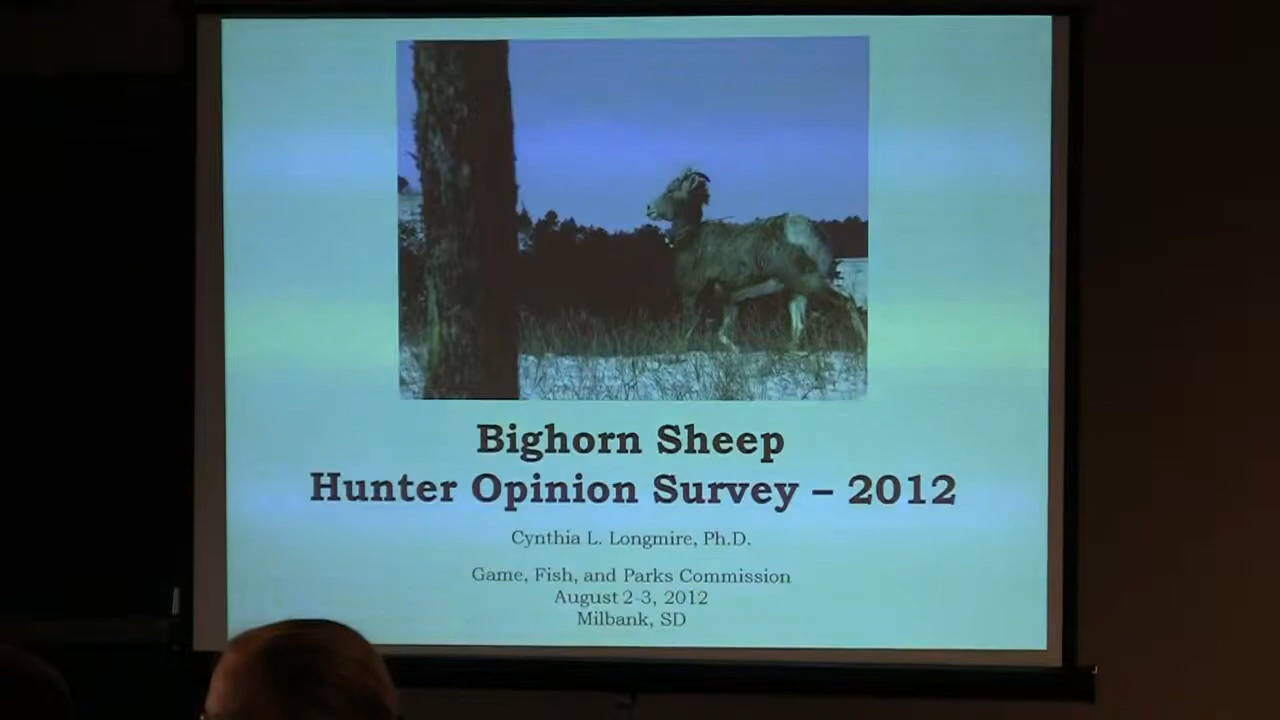 Bighorn Sheep
Hunter Opinion Survey – 2012
Cynthia L. Longmire, Ph.D.
Game, Fish, and Parks Commission
August 2-3, 2012
Milbank, SD